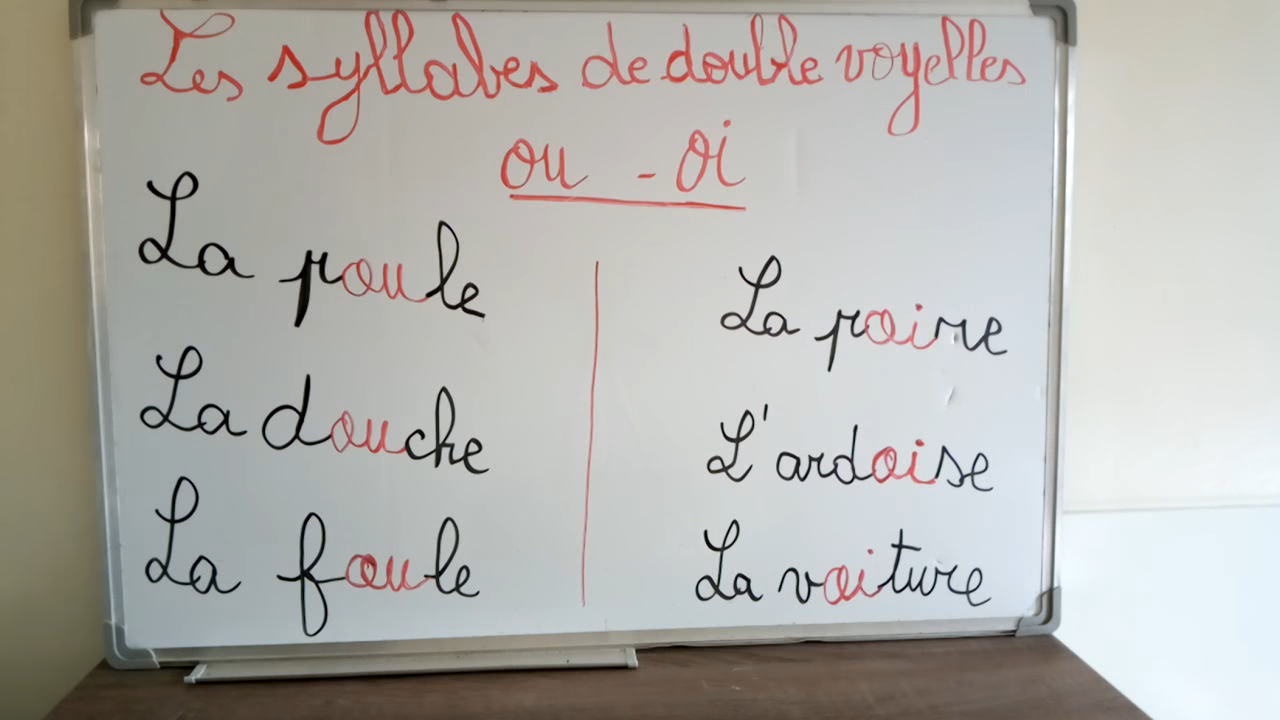 Les syllabes de double voyelles
ou - oi
La poule
La douche
La foule
La poire
L'ardoise
La voiture